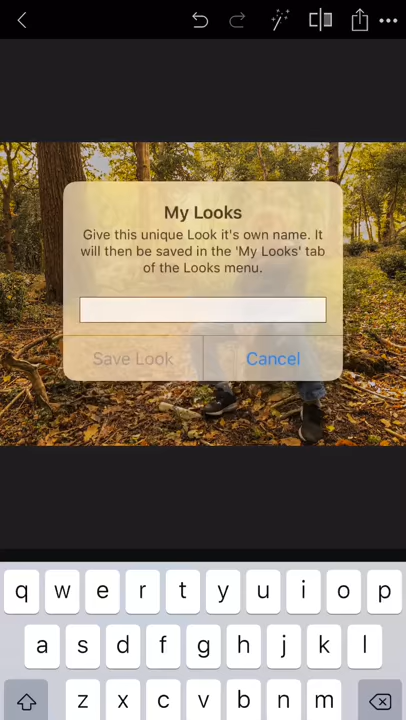 My Looks
Give this unique Look it's own name. It
will then be saved in the 'My Looks' tab
of the Looks menu.
Save Look Cancel
q w e r t y u i o p
a s d f g h j k l
z x c v b n m